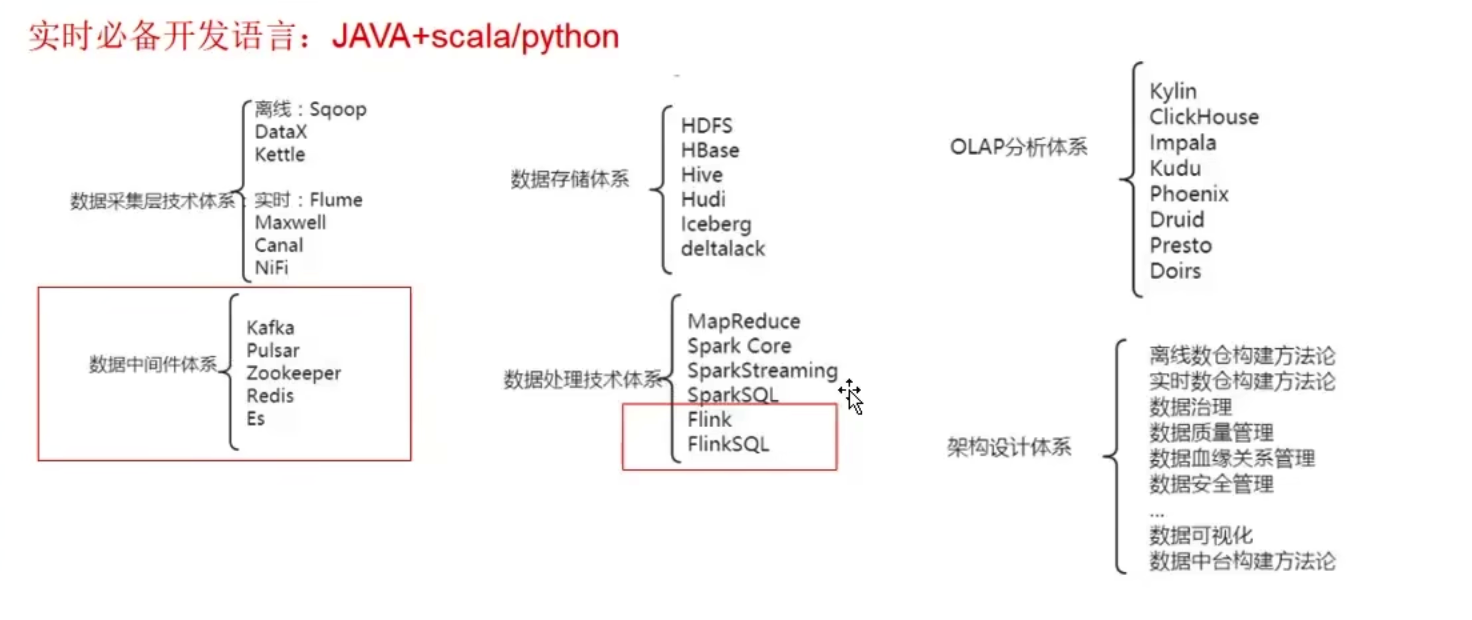 实时必备开发语言：JAVA+scala/python
数据采集层技术体系
离线：Sqoop
DataX
Kettle
实时：Flume
Maxwell
Canal
NiFi
数据中间件体系
Kafka
Pulsar
Zookeeper
Redis
Es
数据存储体系
HDFS
HBase
Hive
Hudi
Iceberg
deltalack
数据处理技术体系
MapReduce
Spark Core
SparkStreaming
SparkSQL
Flink
FlinkSQL
OLAP分析体系
Kylin
ClickHouse
Impala
Kudu
Phoenix
Druid
Presto
Doirs
架构设计体系
离线数仓构建方法论
实时数仓构建方法论
数据治理
数据质量管理
数据血缘关系管理
数据安全管理
...
数据可视化
数据中台构建方法论